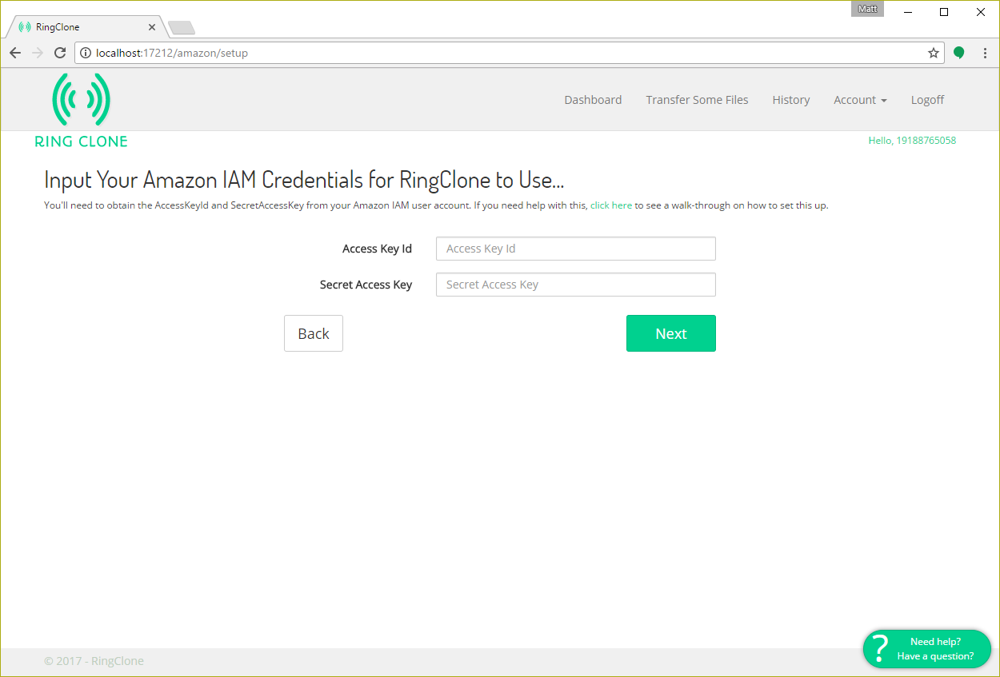 Matt
RingClone
localhost:17212/amazon/setup
Dashboard Transfer Some Files History Account Logoff
RING CLONE
Hello, 19188765058
Input Your Amazon IAM Credentials for RingClone to Use...
You'll need to obtain the AccessKeyId and SecretAccessKey from your Amazon IAM user account. If you need help with this, click here to see a walk-through on how to set this up.
Access Key Id Access Key Id
Secret Access Key Secret Access Key
Back Next
? Need help?
Have a question?
© 2017 - RingClone